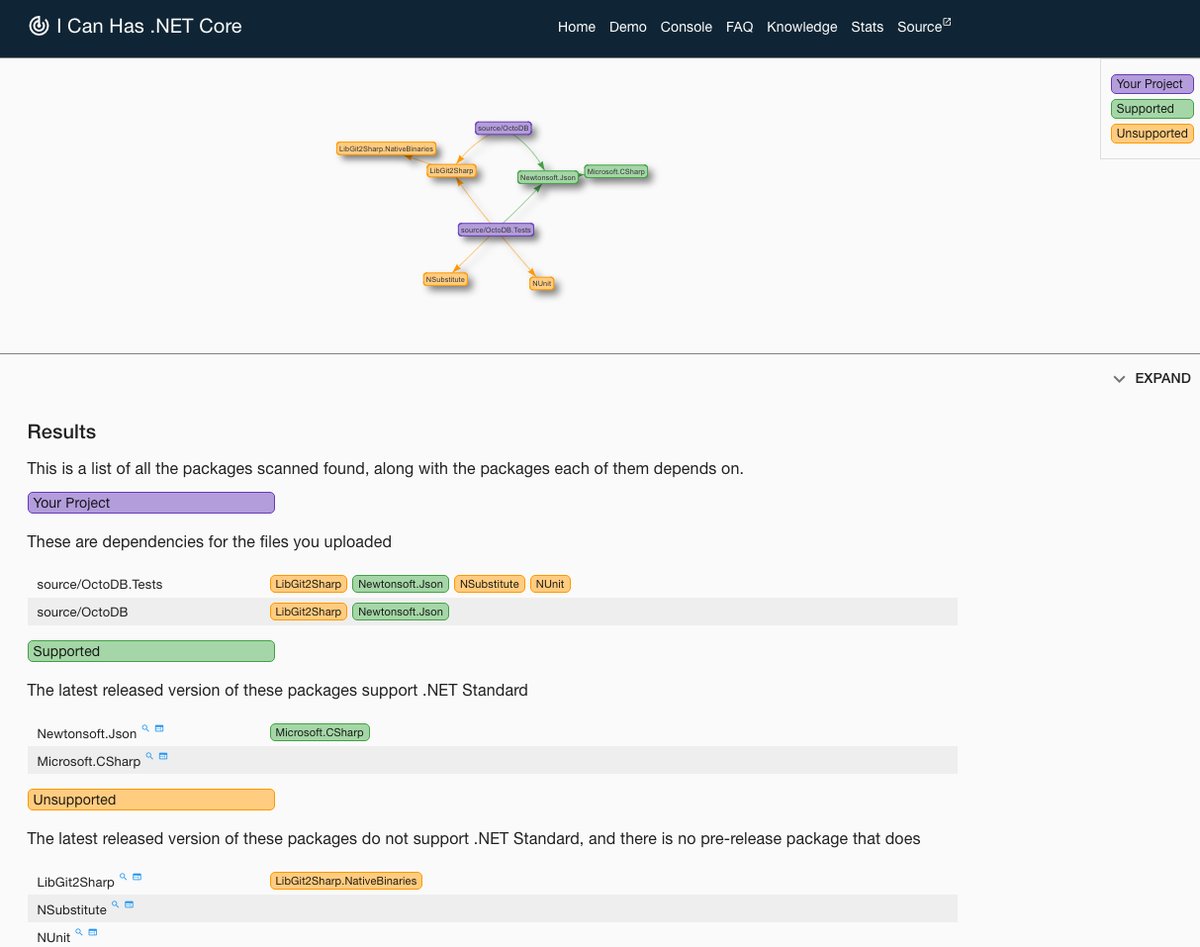 I Can Has .NET Core
Home Demo Console FAQ Knowledge Stats Source
Your Project
Supported
Unsupported
source/OctoDB
LibGit2Sharp.NativeBinaries
LibGit2Sharp
Newtonsoft.Json
Microsoft.CSharp
source/OctoDB.Tests
NSubstitute
NUnit
EXPAND
Results
This is a list of all the packages scanned found, along with the packages each of them depends on.
Your Project
These are dependencies for the files you uploaded
source/OctoDB.Tests LibGit2Sharp Newtonsoft.Json NSubstitute NUnit
source/OctoDB LibGit2Sharp Newtonsoft.Json
Supported
The latest released version of these packages support .NET Standard
Newtonsoft.Json Microsoft.CSharp
Microsoft.CSharp
Unsupported
The latest released version of these packages do not support .NET Standard, and there is no pre-release package that does
LibGit2Sharp LibGit2Sharp.NativeBinaries
NSubstitute
NUnit